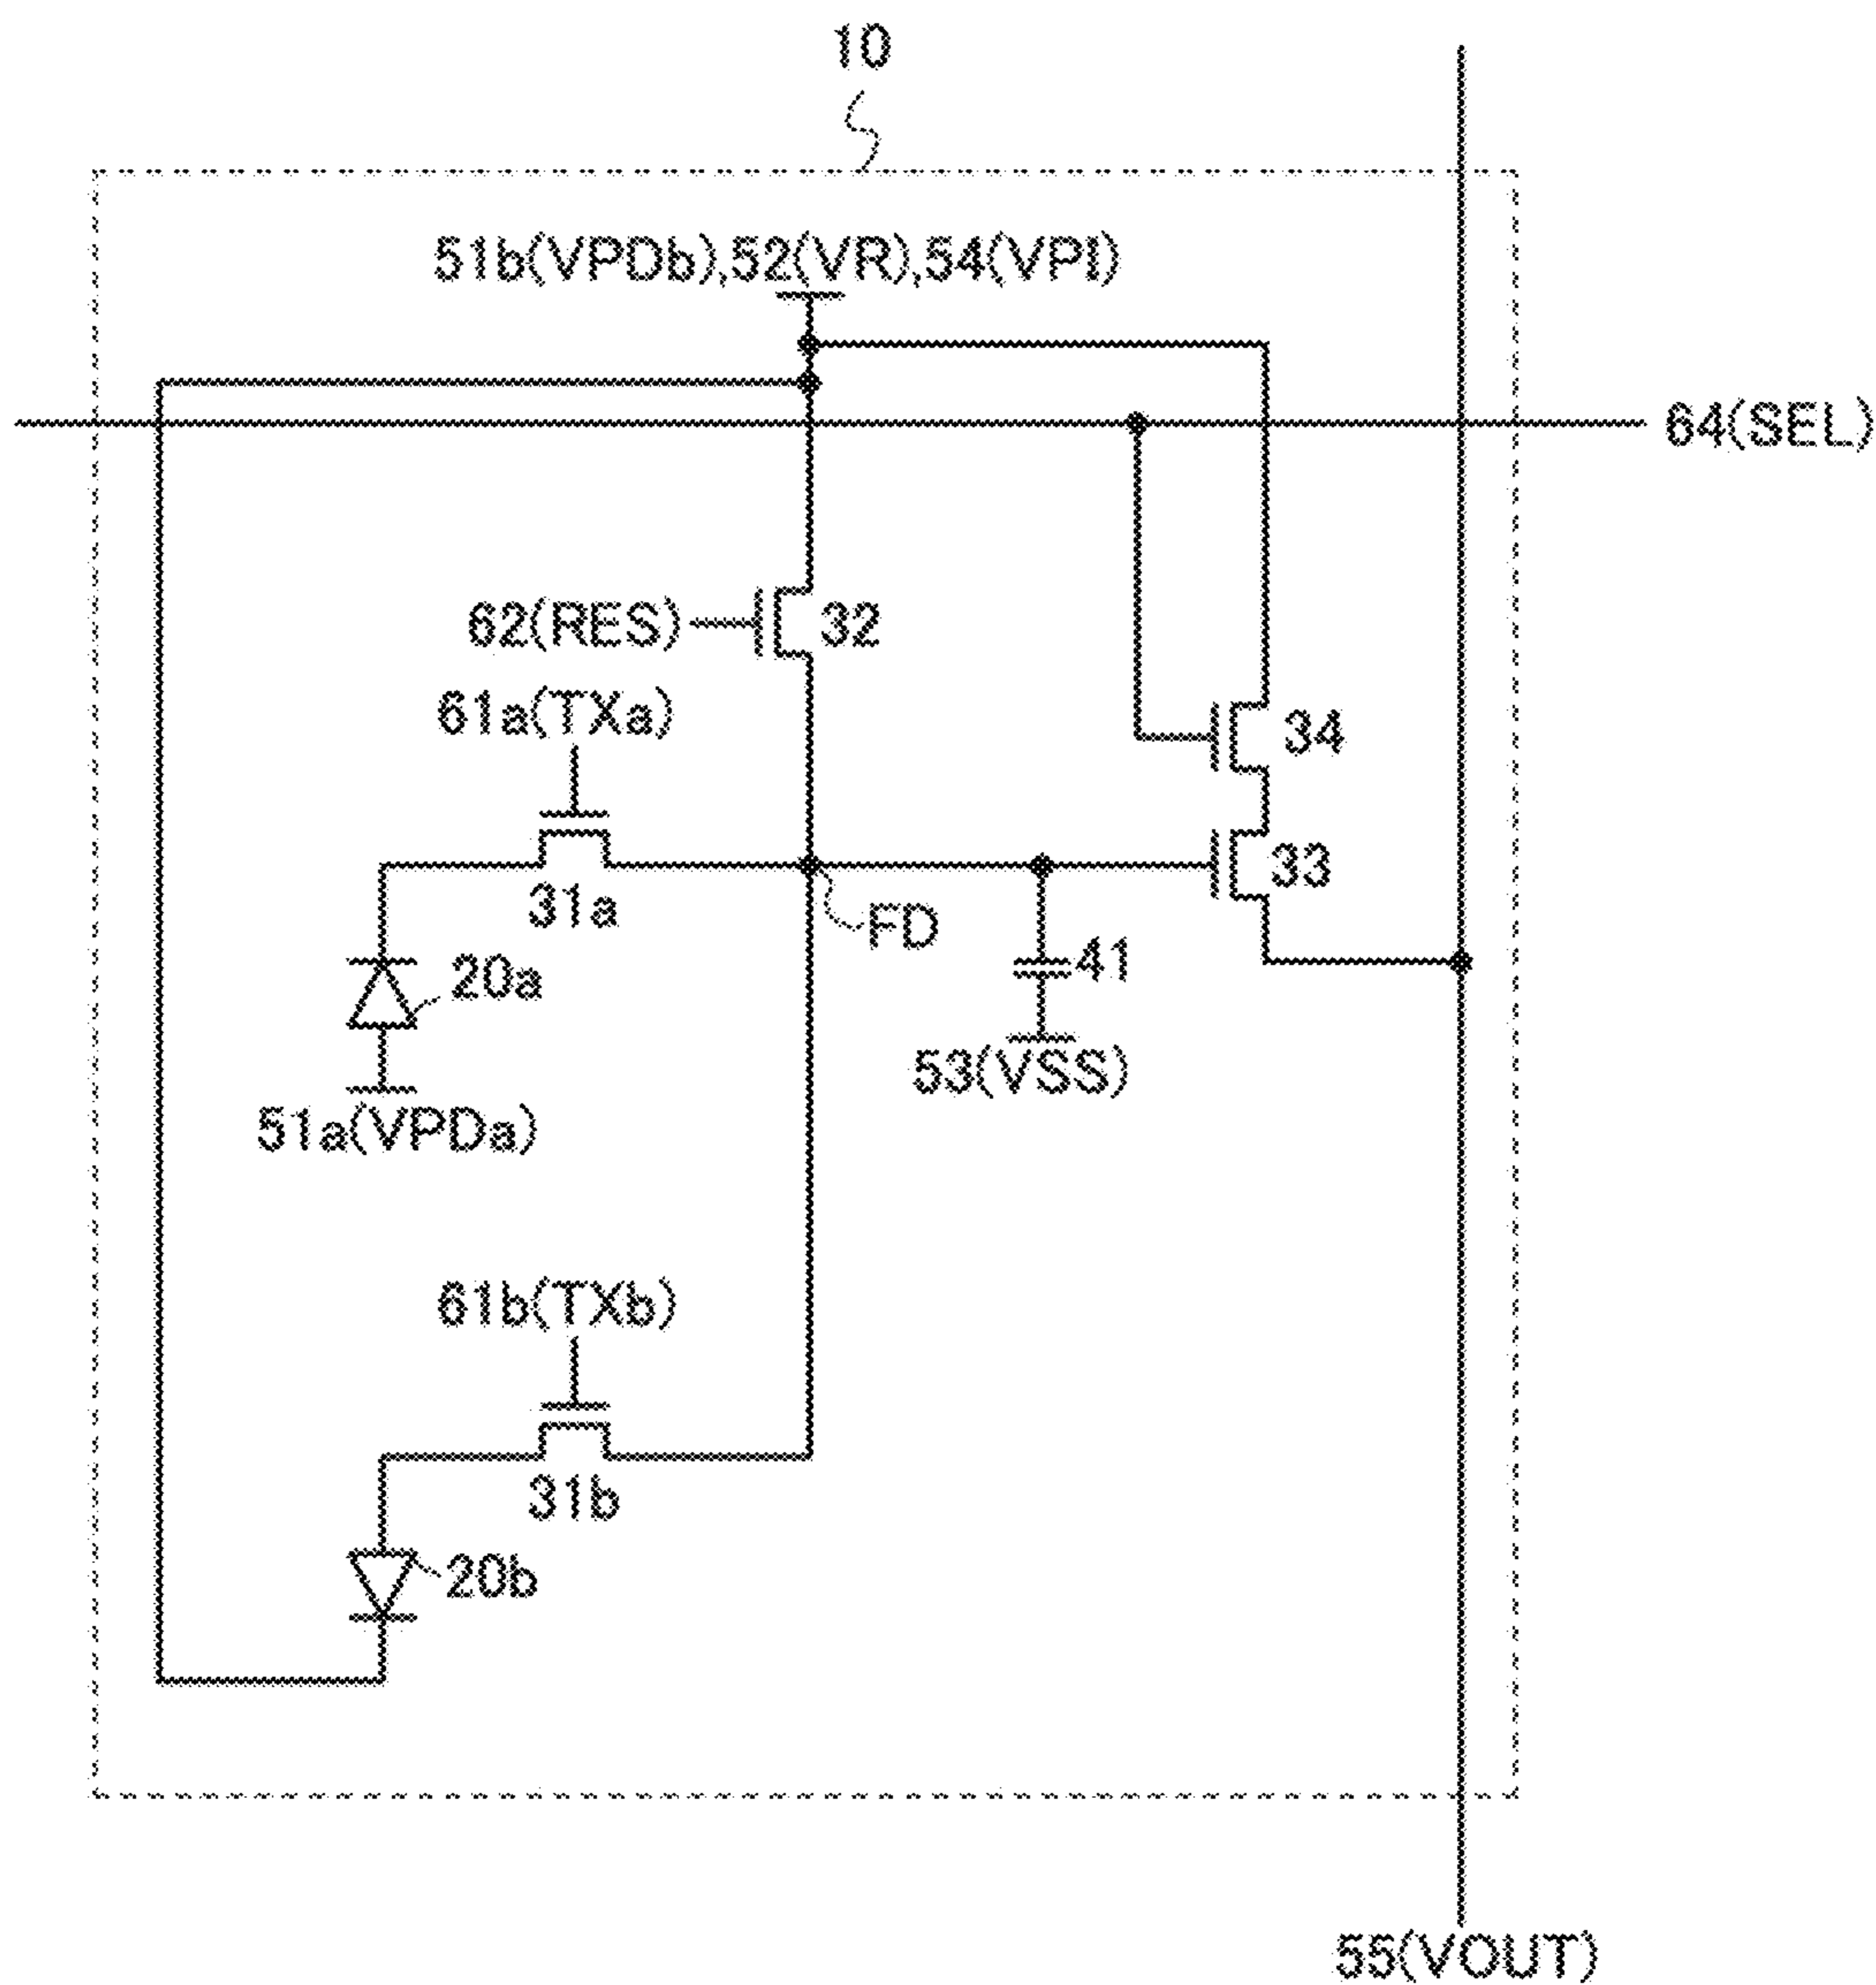 10
51b(VPDb),52(VR),54(VPI)
64(SEL)
62(RES)
32
61a(TXa)
34
33
31a
FD
20a
41
53(VSS)
51a(VPDa)
61b(TXb)
31b
20b
55(VOUT)